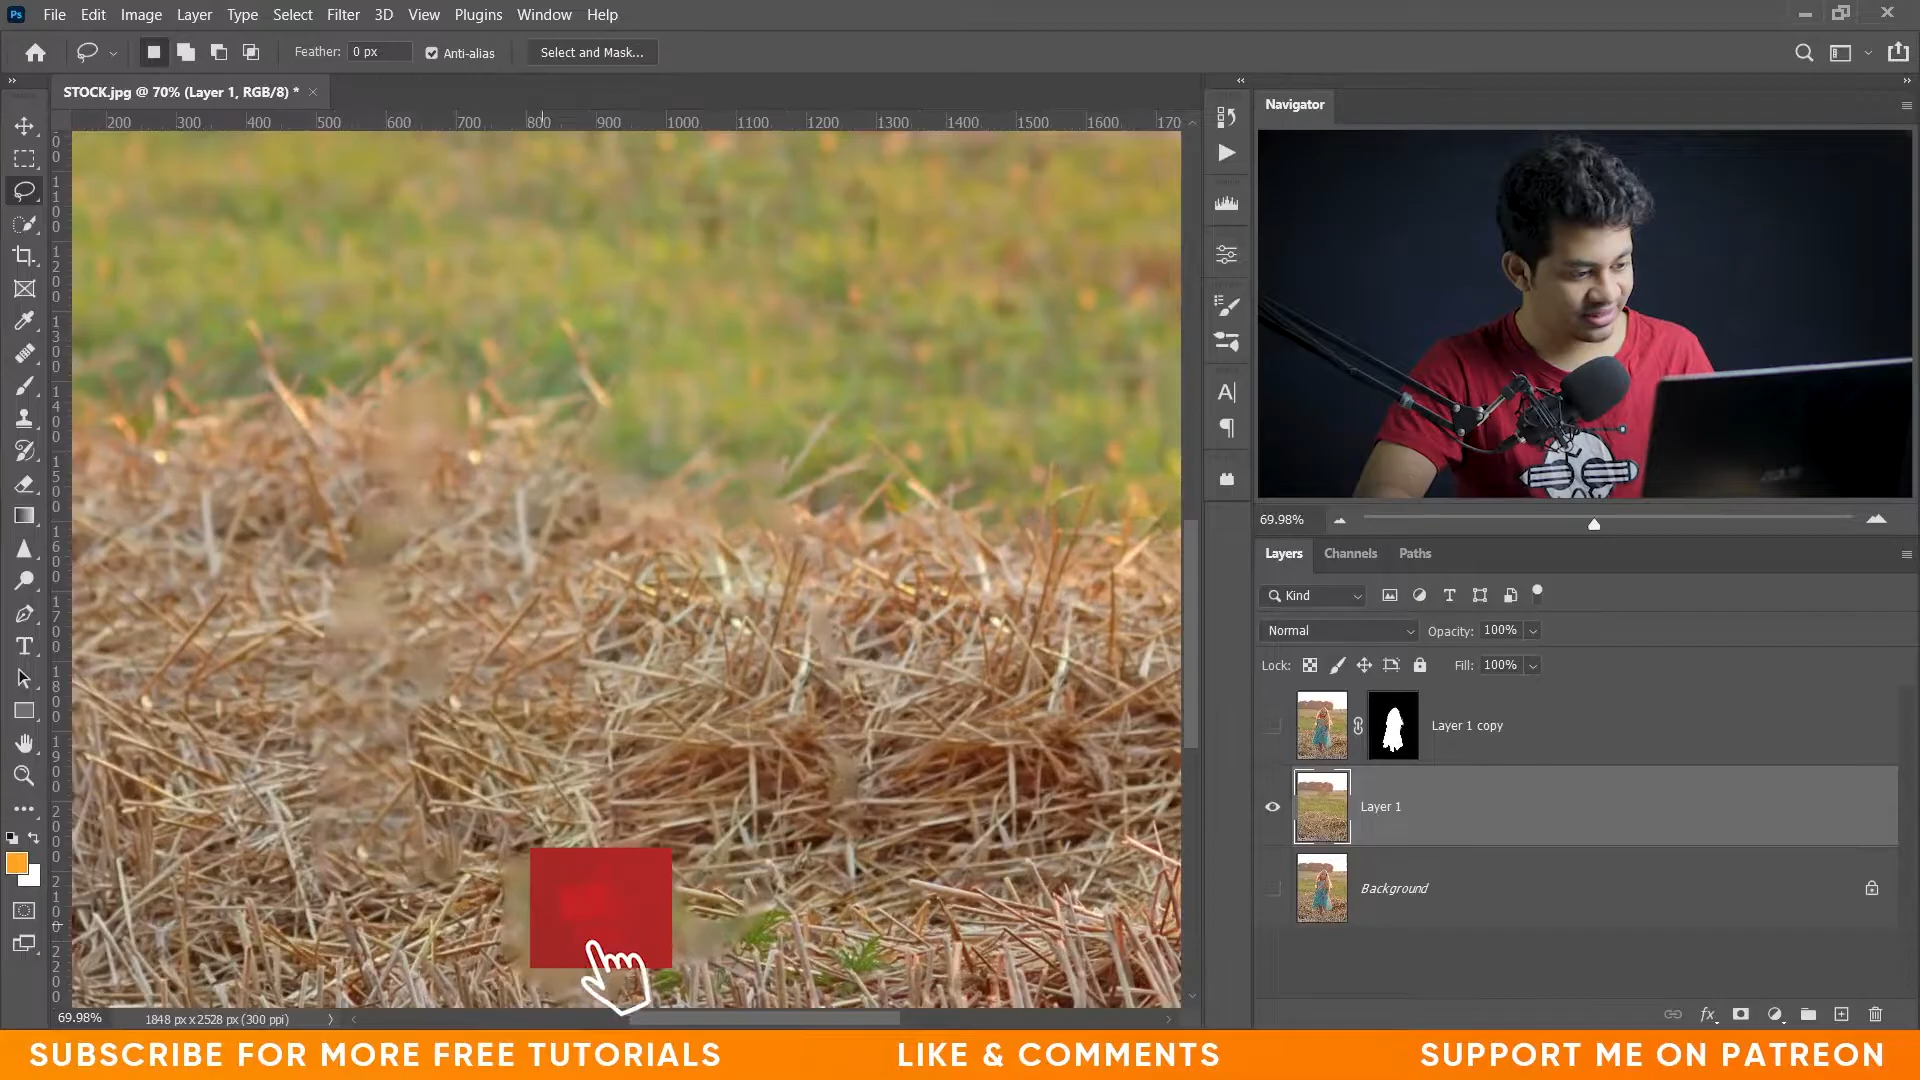 Ps File Edit Image Layer Type Select Filter 3D View Plugins Window Help
Feather: 0 px Anti-alias Select and Mask...
STOCK.jpg @ 70% (Layer 1, RGB/8) *
Navigator
200 300 400 500 600 700 800 900 1000 1100 1200 1300 1400 1500 1600 170
69.98%
Layers Channels Paths
Kind
Normal Opacity: 100%
Lock: Fill: 100%
Layer 1 copy
Layer 1
Background
69.98% 1848 px x 2528 px (300 ppi)
SUBSCRIBE FOR MORE FREE TUTORIALS LIKE & COMMENTS SUPPORT ME ON PATREON